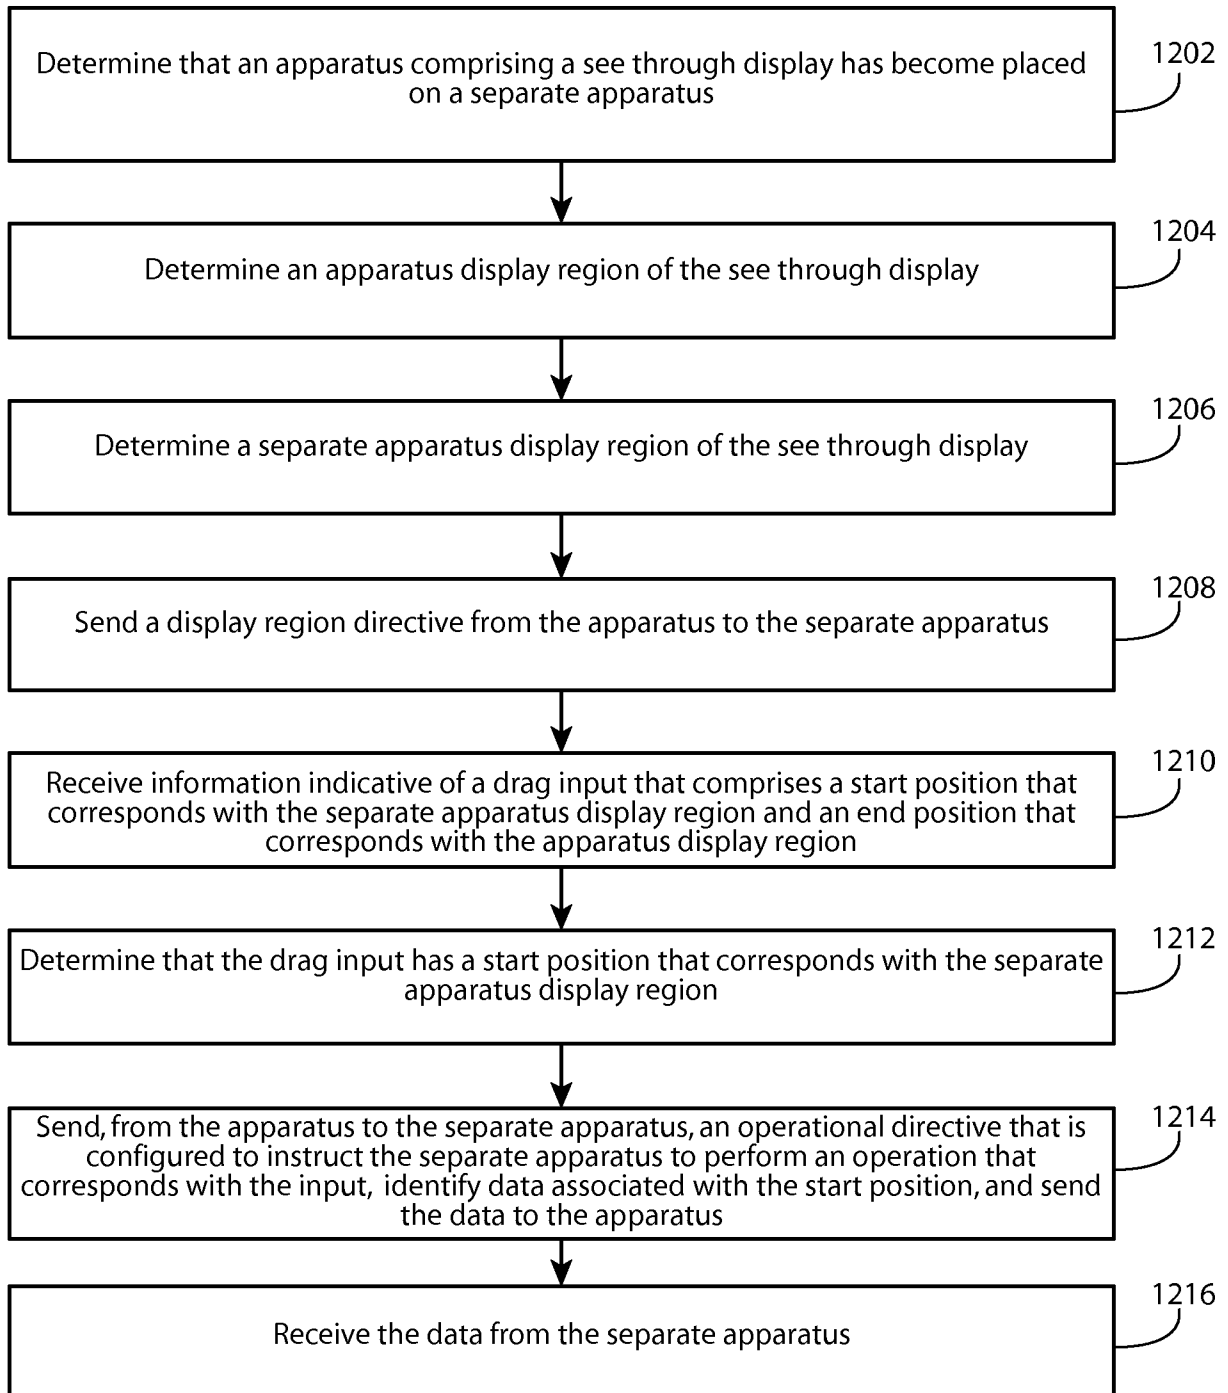 Determine that an apparatus comprising a see through display has become placed
on a separate apparatus
1202
Determine an apparatus display region of the see through display
1204
Determine a separate apparatus display region of the see through display
1206
Send a display region directive from the apparatus to the separate apparatus
1208
Receive information indicative of a drag input that comprises a start position that
corresponds with the separate apparatus display region and an end position that
corresponds with the apparatus display region
1210
Determine that the drag input has a start position that corresponds with the separate
apparatus display region
1212
Send, from the apparatus to the separate apparatus, an operational directive that is
configured to instruct the separate apparatus to perform an operation that
corresponds with the input, identify data associated with the start position, and send
the data to the apparatus
1214
Receive the data from the separate apparatus
1216